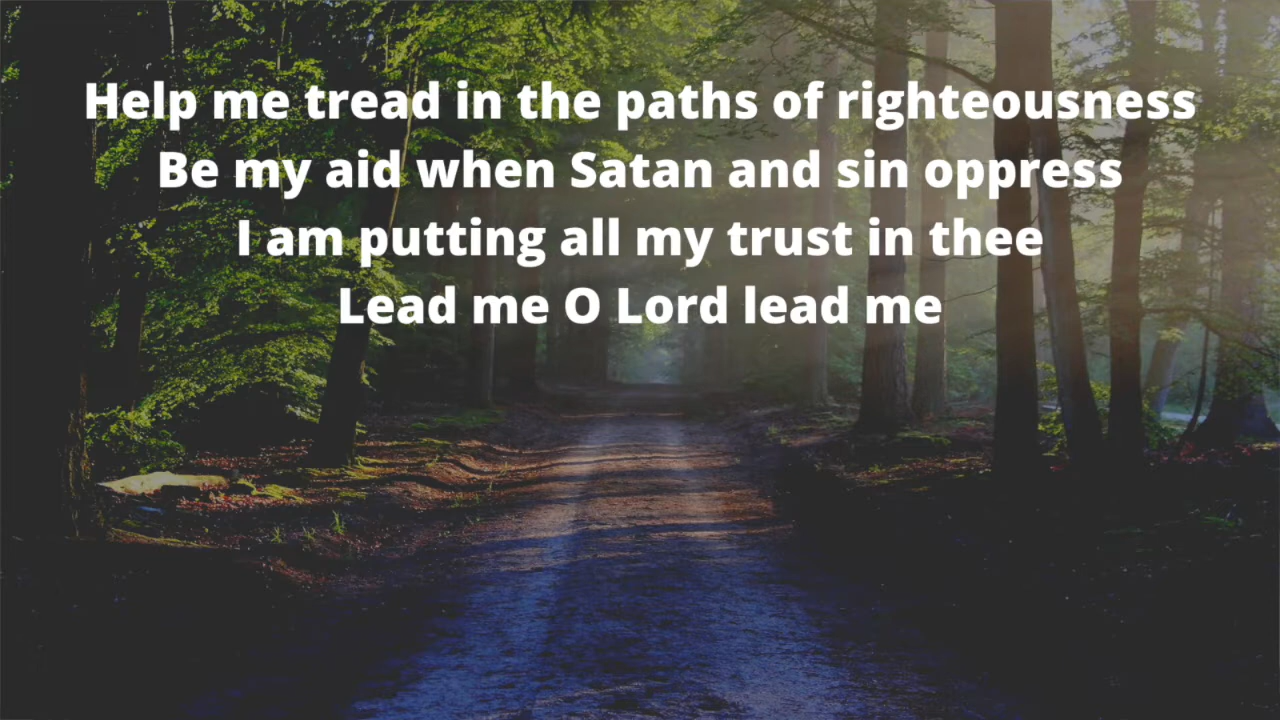 Help me tread in the paths of righteousness
Be my aid when Satan and sin oppress
I am putting all my trust in thee
Lead me O Lord lead me